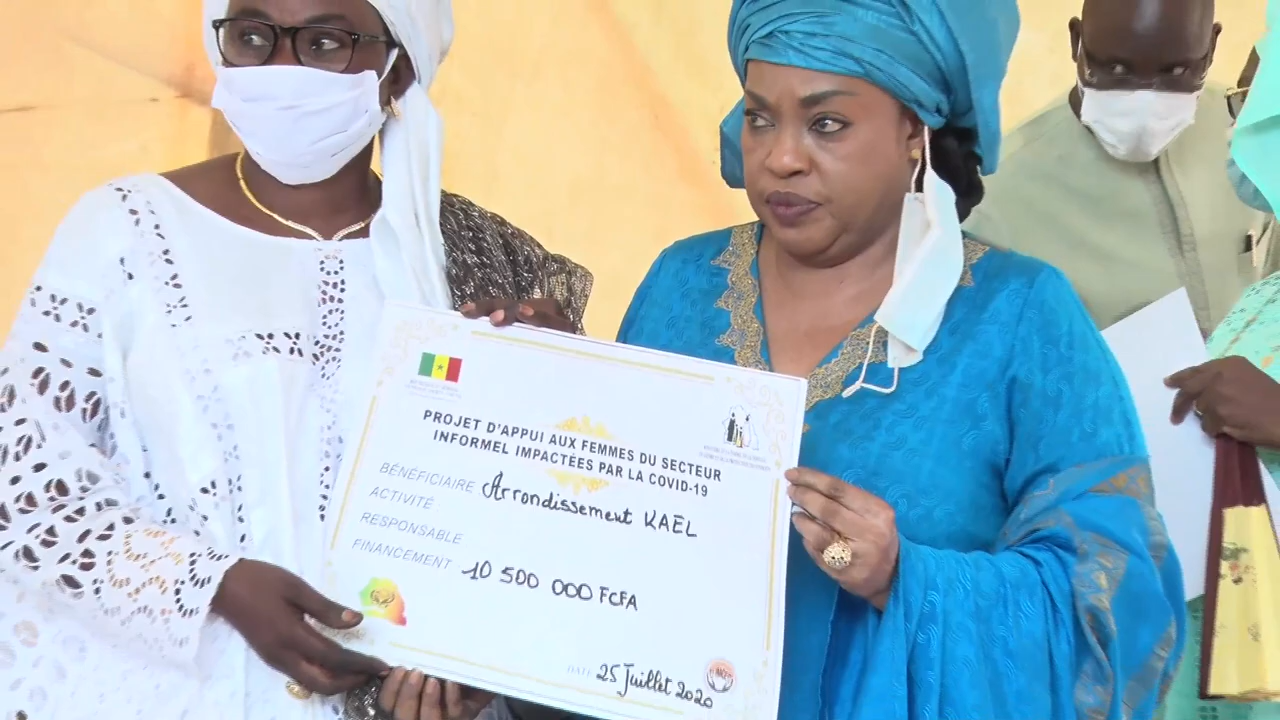 PROJET D'APPUI AUX FEMMES DU SECTEUR
INFORMEL IMPACTÉES PAR LA COVID-19
BÉNÉFICIAIRE Arrondissement KAEL
ACTIVITÉ :
RESPONSABLE
FINANCEMENT 10 500 000 FCFA
DATE 25 Juillet 2020